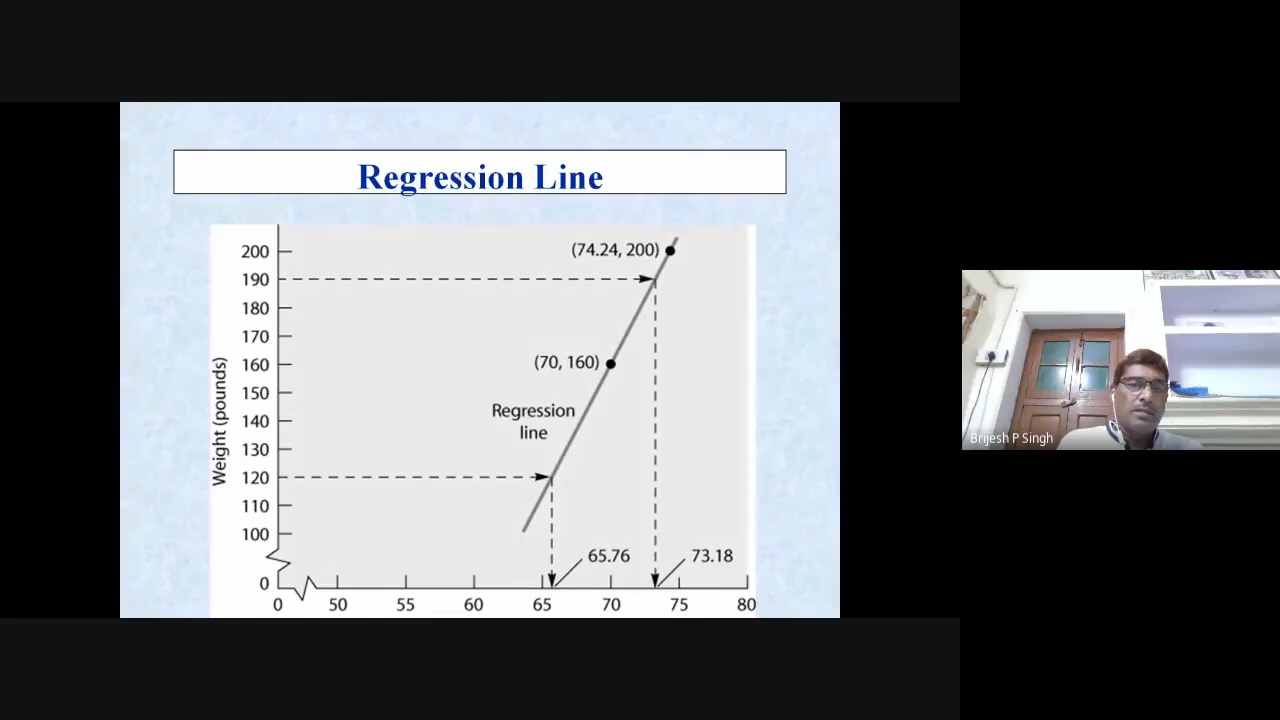 Regression Line
200
(74.24, 200)
190
180
170
160
(70, 160)
150
140
Regression
line
130
120
110
100
Weight (pounds)
65.76
73.18
0
0 50 55 60 65 70 75 80
Brijesh P Singh